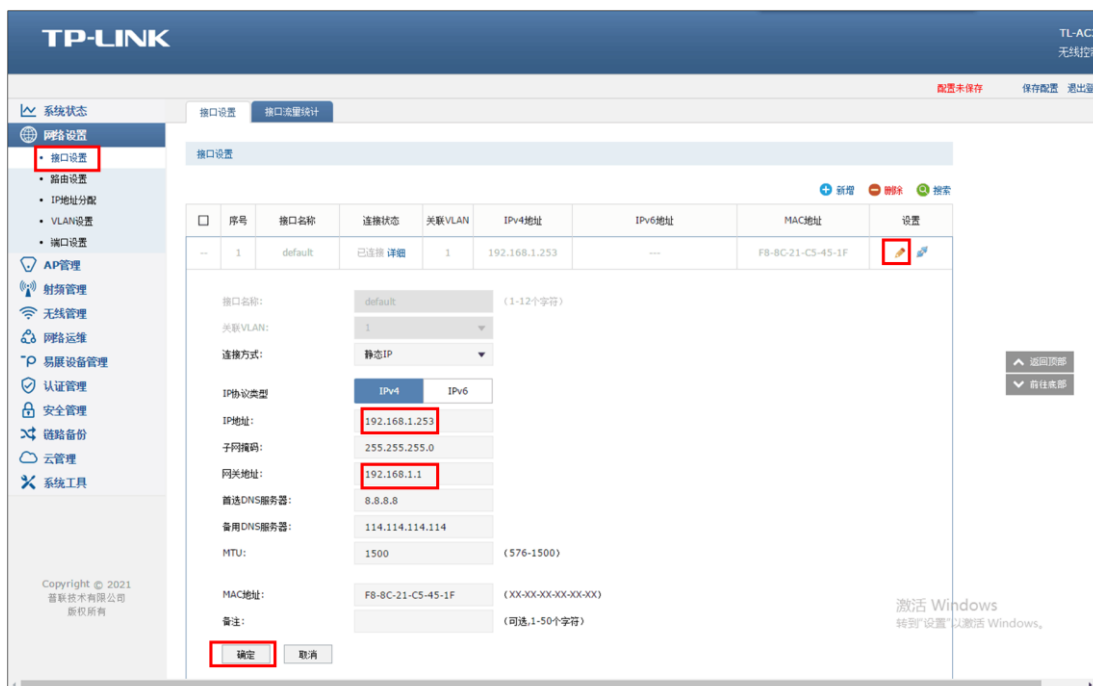 TP-LINK
TL-AC
无线控
配置未保存 保存配置 退出登
系统状态
网络设置
接口设置
路由设置
IP地址分配
VLAN设置
端口设置
AP管理
射频管理
无线管理
网络运维
易展设备管理
认证管理
安全管理
链路备份
云管理
系统工具
Copyright © 2021
普联技术有限公司
版权所有
接口设置 接口流量统计
接口设置
新增 删除 搜索
序号 接口名称 连接状态 关联VLAN IPv4地址 IPv6地址 MAC地址 设置
-- 1 default 已连接 详细 1 192.168.1.253 --- F8-8C-21-C5-45-1F
接口名称: default (1-12个字符)
关联VLAN: 1
连接方式: 静态IP
IP协议类型 IPv4 IPv6
IP地址: 192.168.1.253
子网掩码: 255.255.255.0
网关地址: 192.168.1.1
首选DNS服务器: 8.8.8.8
备用DNS服务器: 114.114.114.114
MTU: 1500 (576-1500)
MAC地址: F8-8C-21-C5-45-1F (XX-XX-XX-XX-XX-XX)
备注: (可选,1-50个字符)
确定 取消
返回顶部
前往底部
激活 Windows
转到"设置"以激活 Windows。